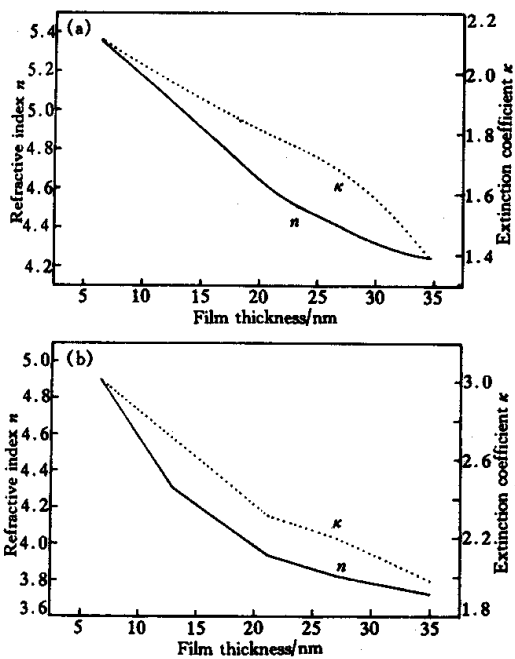 (a)
Refractive index n
5.4
5.2
5.0
4.8
4.6
4.4
4.2
2.2
2.0
1.8
1.6
1.4
Extinction coefficient κ
κ
n
5 10 15 20 25 30 35
Film thickness/nm
(b)
Refractive index n
5.0
4.8
4.6
4.4
4.2
4.0
3.8
3.6
3.0
2.6
2.2
1.8
Extinction coefficient κ
κ
n
5 10 15 20 25 30 35
Film thickness/nm